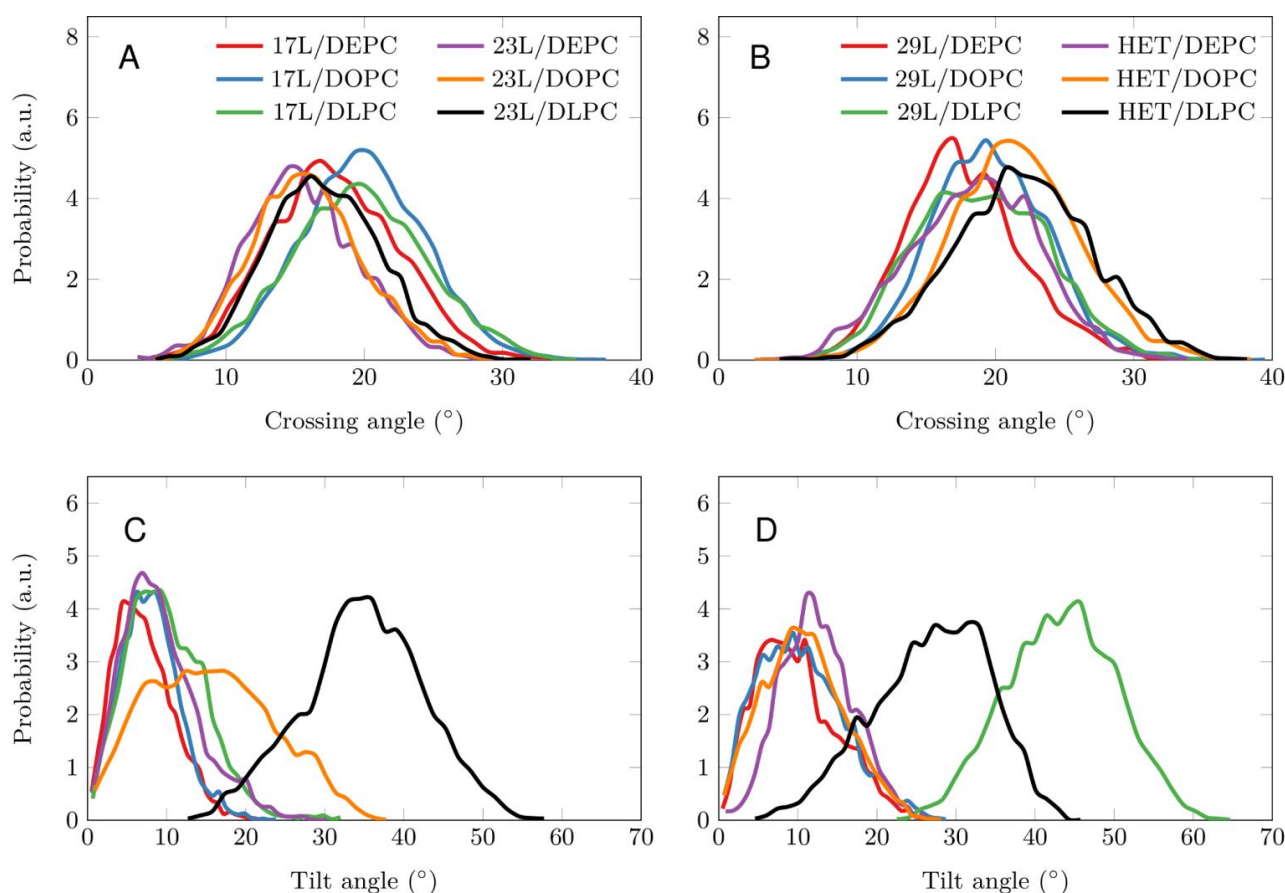 A
17L/DEPC 23L/DEPC
17L/DOPC 23L/DOPC
17L/DLPC 23L/DLPC
8
6
4
2
0
Probability (a.u.)
0 10 20 30 40
Crossing angle (°)
B
29L/DEPC HET/DEPC
29L/DOPC HET/DOPC
29L/DLPC HET/DLPC
8
6
4
2
0
0 10 20 30 40
Crossing angle (°)
C
6
5
4
3
2
1
0
Probability (a.u.)
0 10 20 30 40 50 60 70
Tilt angle (°)
D
6
5
4
3
2
1
0
0 10 20 30 40 50 60 70
Tilt angle (°)